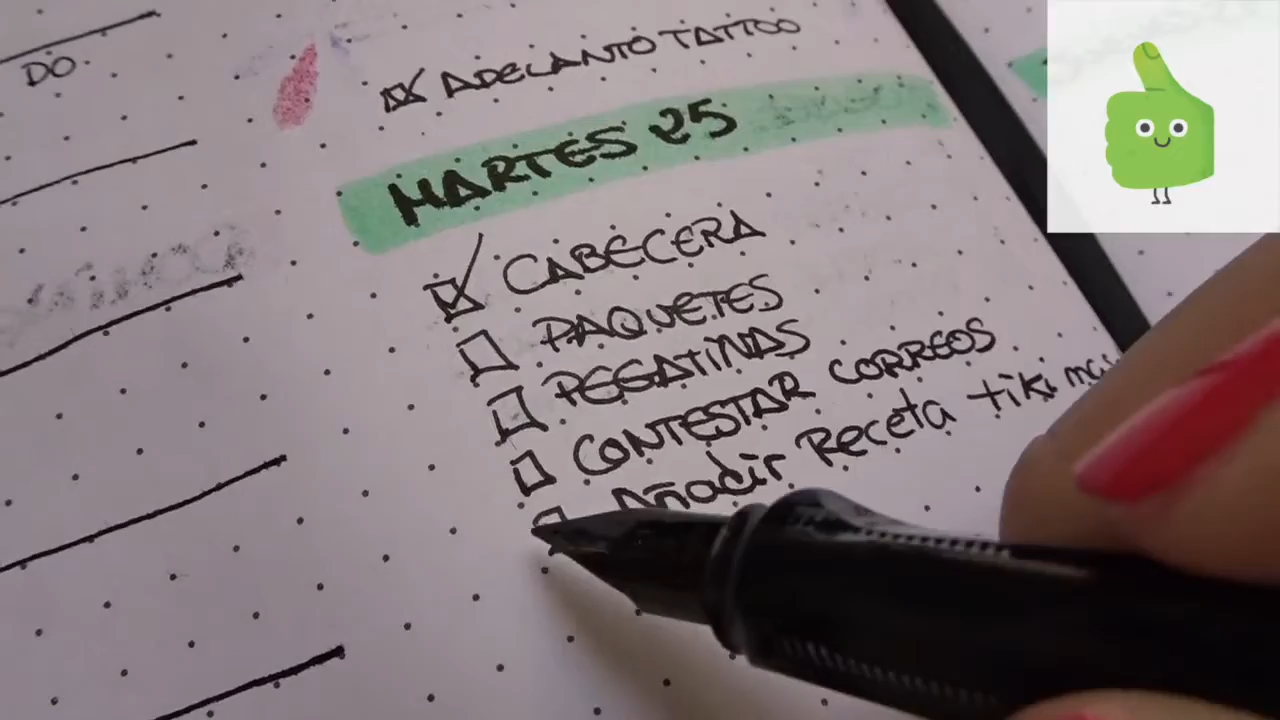 DO
ADELANTO TATTOO
MARTES 25
CABECERA
PAQUETES
PEGATINAS
CONTESTAR CORREOS
Añadir Receta tiki